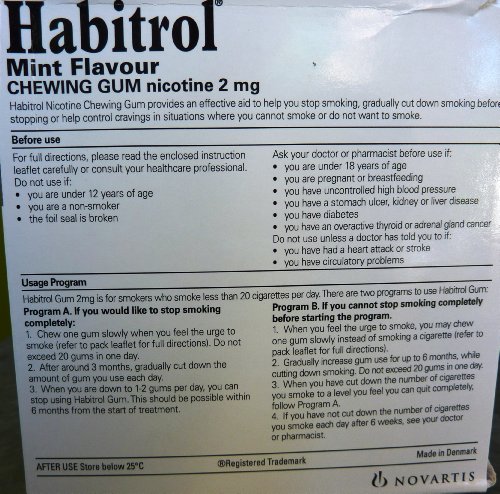 Habitrol®
Mint Flavour
CHEWING GUM nicotine 2 mg
Habitrol Nicotine Chewing Gum provides an effective aid to help you stop smoking, gradually cut down smoking before
stopping or help control cravings in situations where you cannot smoke or do not want to smoke.
Before use
For full directions, please read the enclosed instruction
leaflet carefully or consult your healthcare professional.
Do not use if:
• you are under 12 years of age
• you are a non-smoker
• the foil seal is broken
Ask your doctor or pharmacist before use if:
• you are under 18 years of age
• you are pregnant or breastfeeding
• you have uncontrolled high blood pressure
• you have a stomach ulcer, kidney or liver disease
• you have diabetes
• you have an overactive thyroid or adrenal gland cancer
Do not use unless a doctor has told you to if:
• you have had a heart attack or stroke
• you have circulatory problems
Usage Program
Habitrol Gum 2mg is for smokers who smoke less than 20 cigarettes per day. There are two programs to use Habitrol Gum:
Program A. If you would like to stop smoking
completely:
1. Chew one gum slowly when you feel the urge to
smoke (refer to pack leaflet for full directions). Do not
exceed 20 gums in one day.
2. After around 3 months, gradually cut down the
amount of gum you use each day.
3. When you are down to 1-2 gums per day, you can
stop using Habitrol Gum. This should be possible within
6 months from the start of treatment.
Program B. If you cannot stop smoking completely
before starting the program.
1. When you feel the urge to smoke, you may chew
one gum slowly instead of smoking a cigarette (refer to
pack leaflet for full directions).
2. Gradually increase gum use for up to 6 months, while
cutting down smoking. Do not exceed 20 gums in one day.
3. When you have cut down the number of cigarettes
you smoke to a level you feel you can quit completely,
follow Program A.
4. If you have not cut down the number of cigarettes
you smoke each day after 6 weeks, see your doctor
or pharmacist.
AFTER USE Store below 25°C
®Registered Trademark
Made in Denmark
NOVARTIS